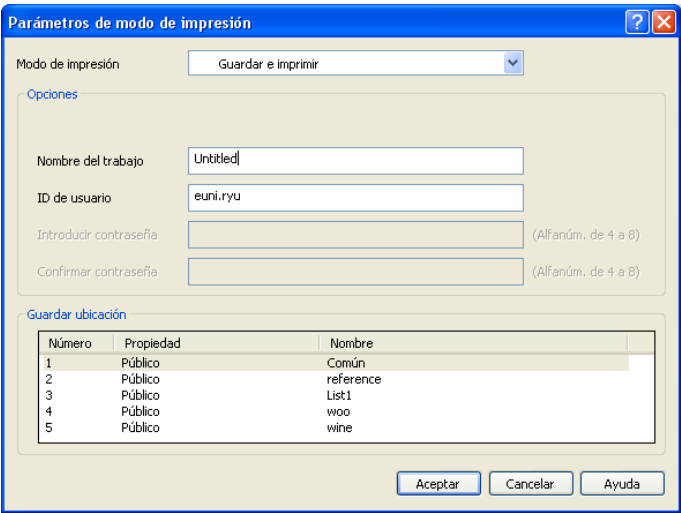 Parámetros de modo de impresión
Modo de impresión Guardar e imprimir
Opciones
Nombre del trabajo Untitled
ID de usuario euni.ryu
Introducir contraseña (Alfanúm. de 4 a 8)
Confirmar contraseña (Alfanúm. de 4 a 8)
Guardar ubicación
Número Propiedad Nombre
1 Público Común
2 Público reference
3 Público List1
4 Público woo
5 Público wine
Aceptar Cancelar Ayuda